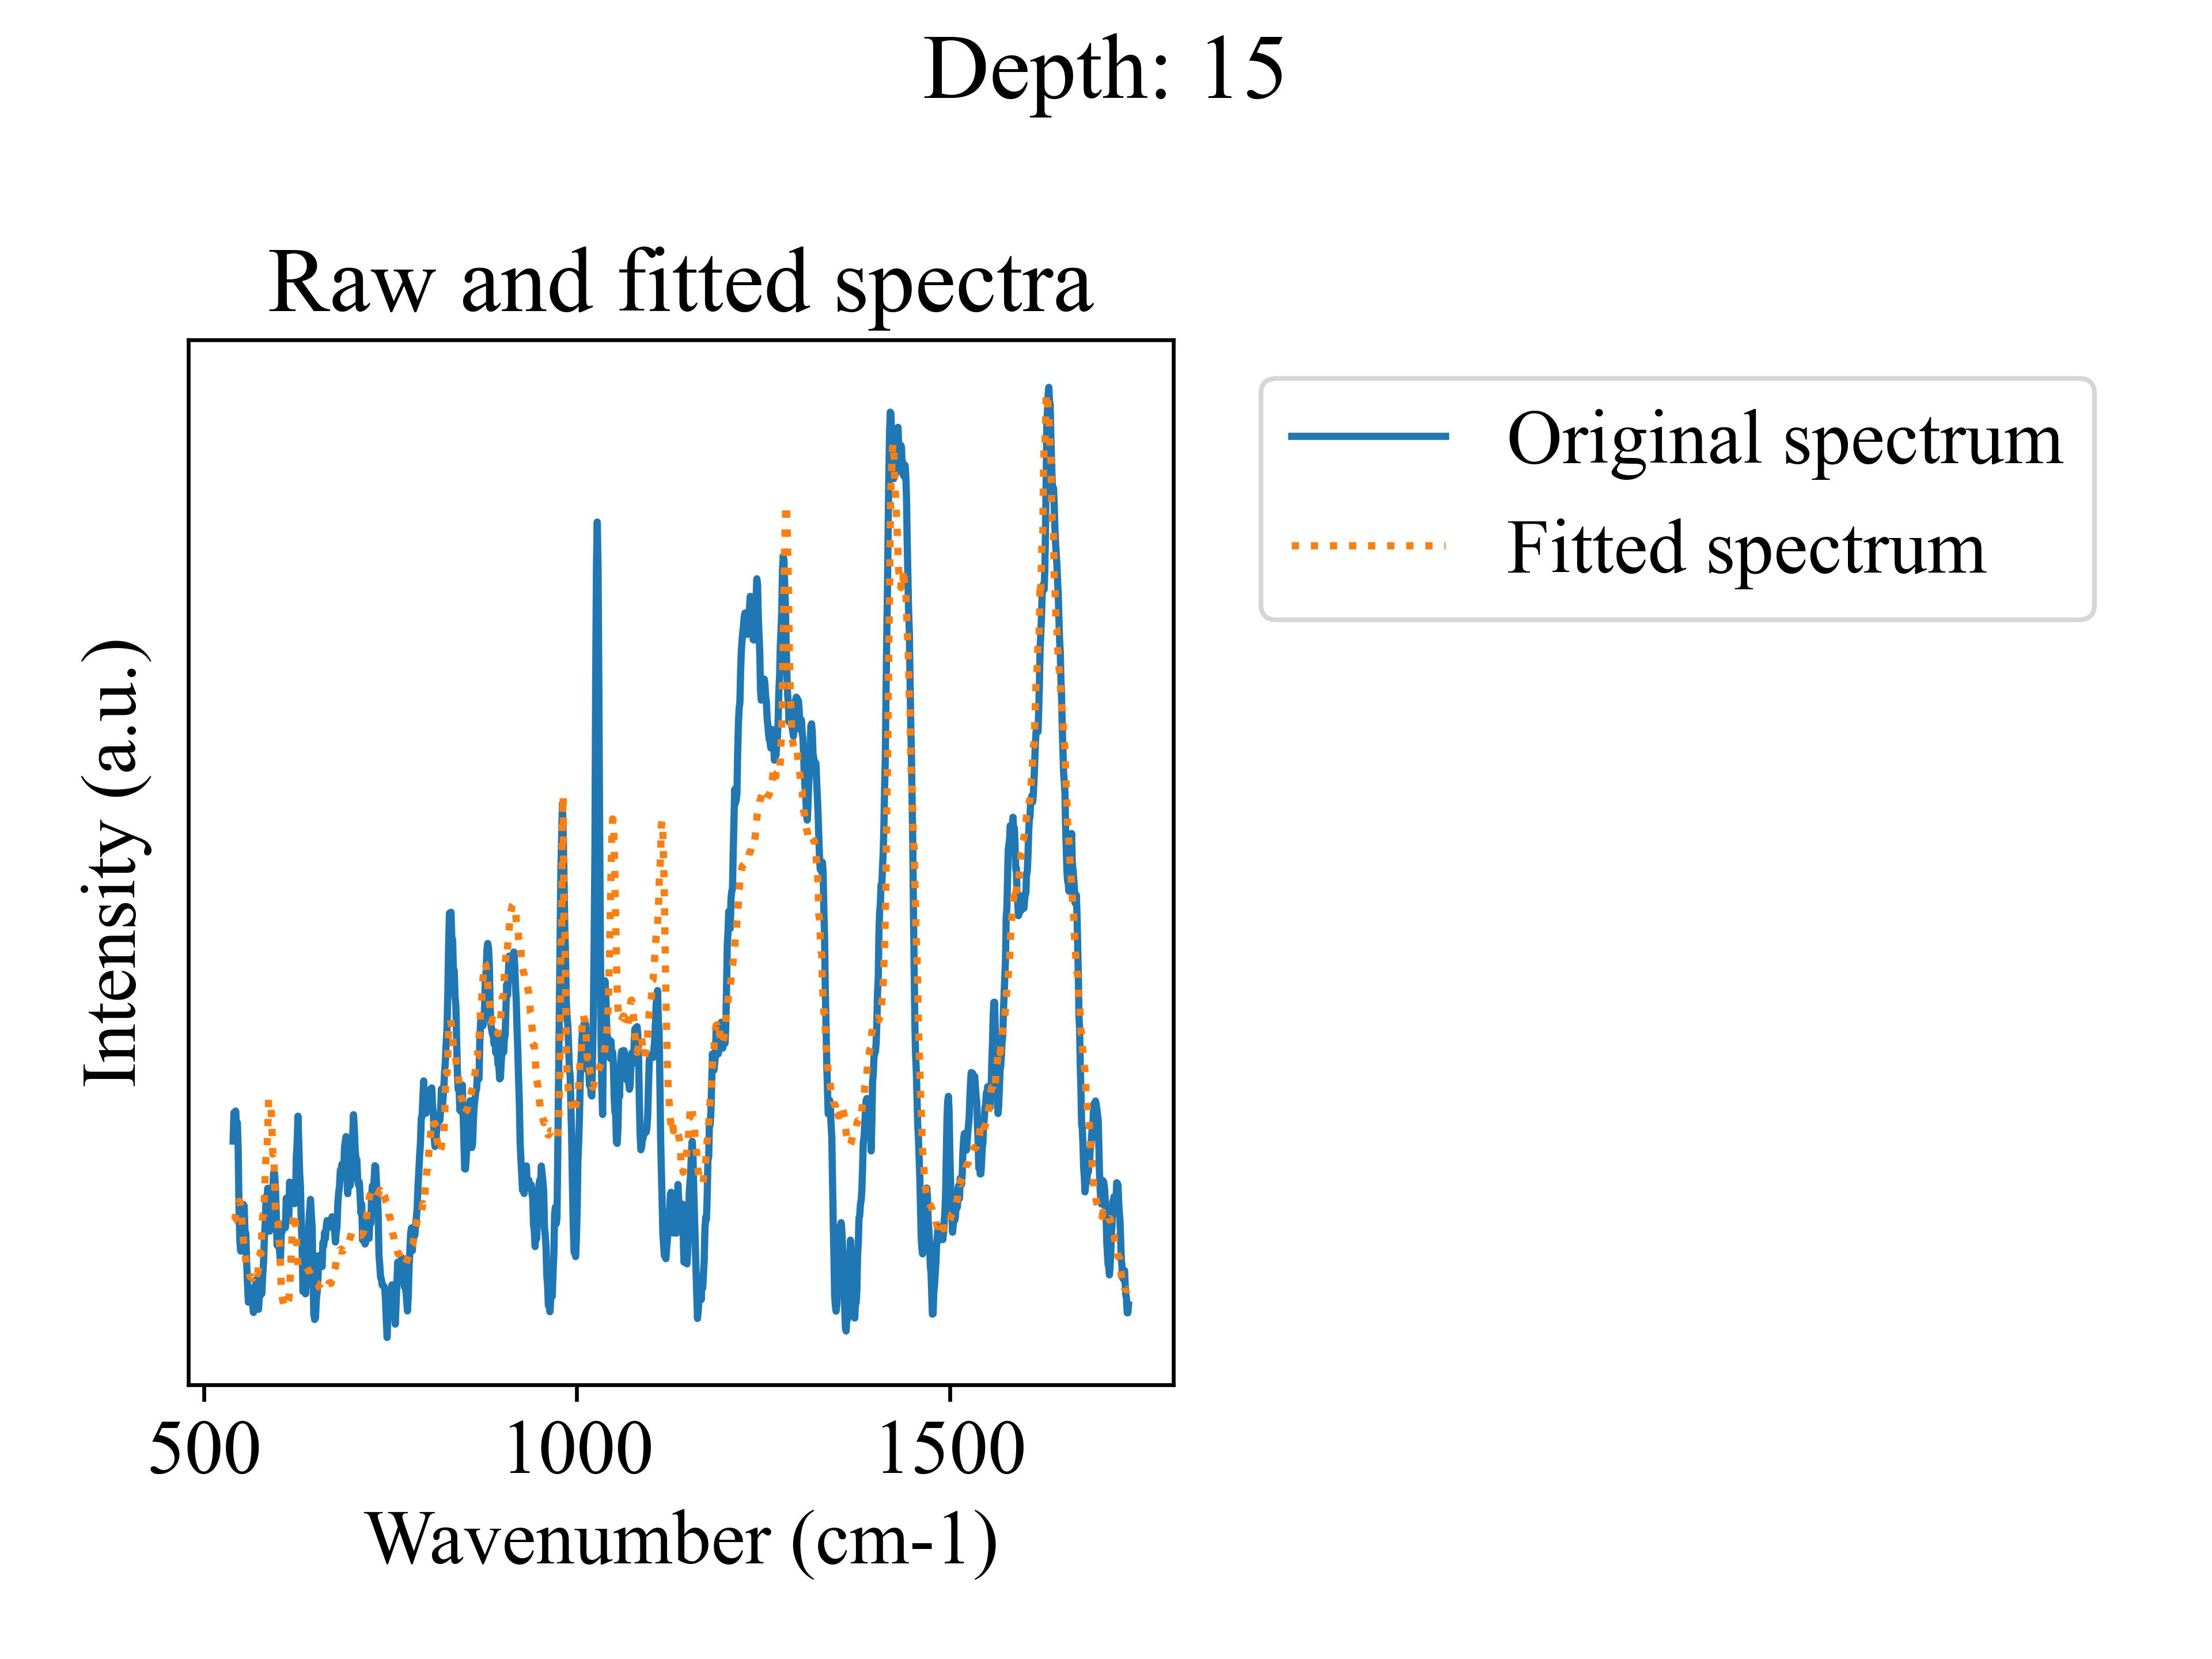 Depth: 15
Raw and fitted spectra
Original spectrum
Fitted spectrum
Intensity (a.u.)
500 1000 1500
Wavenumber (cm-1)